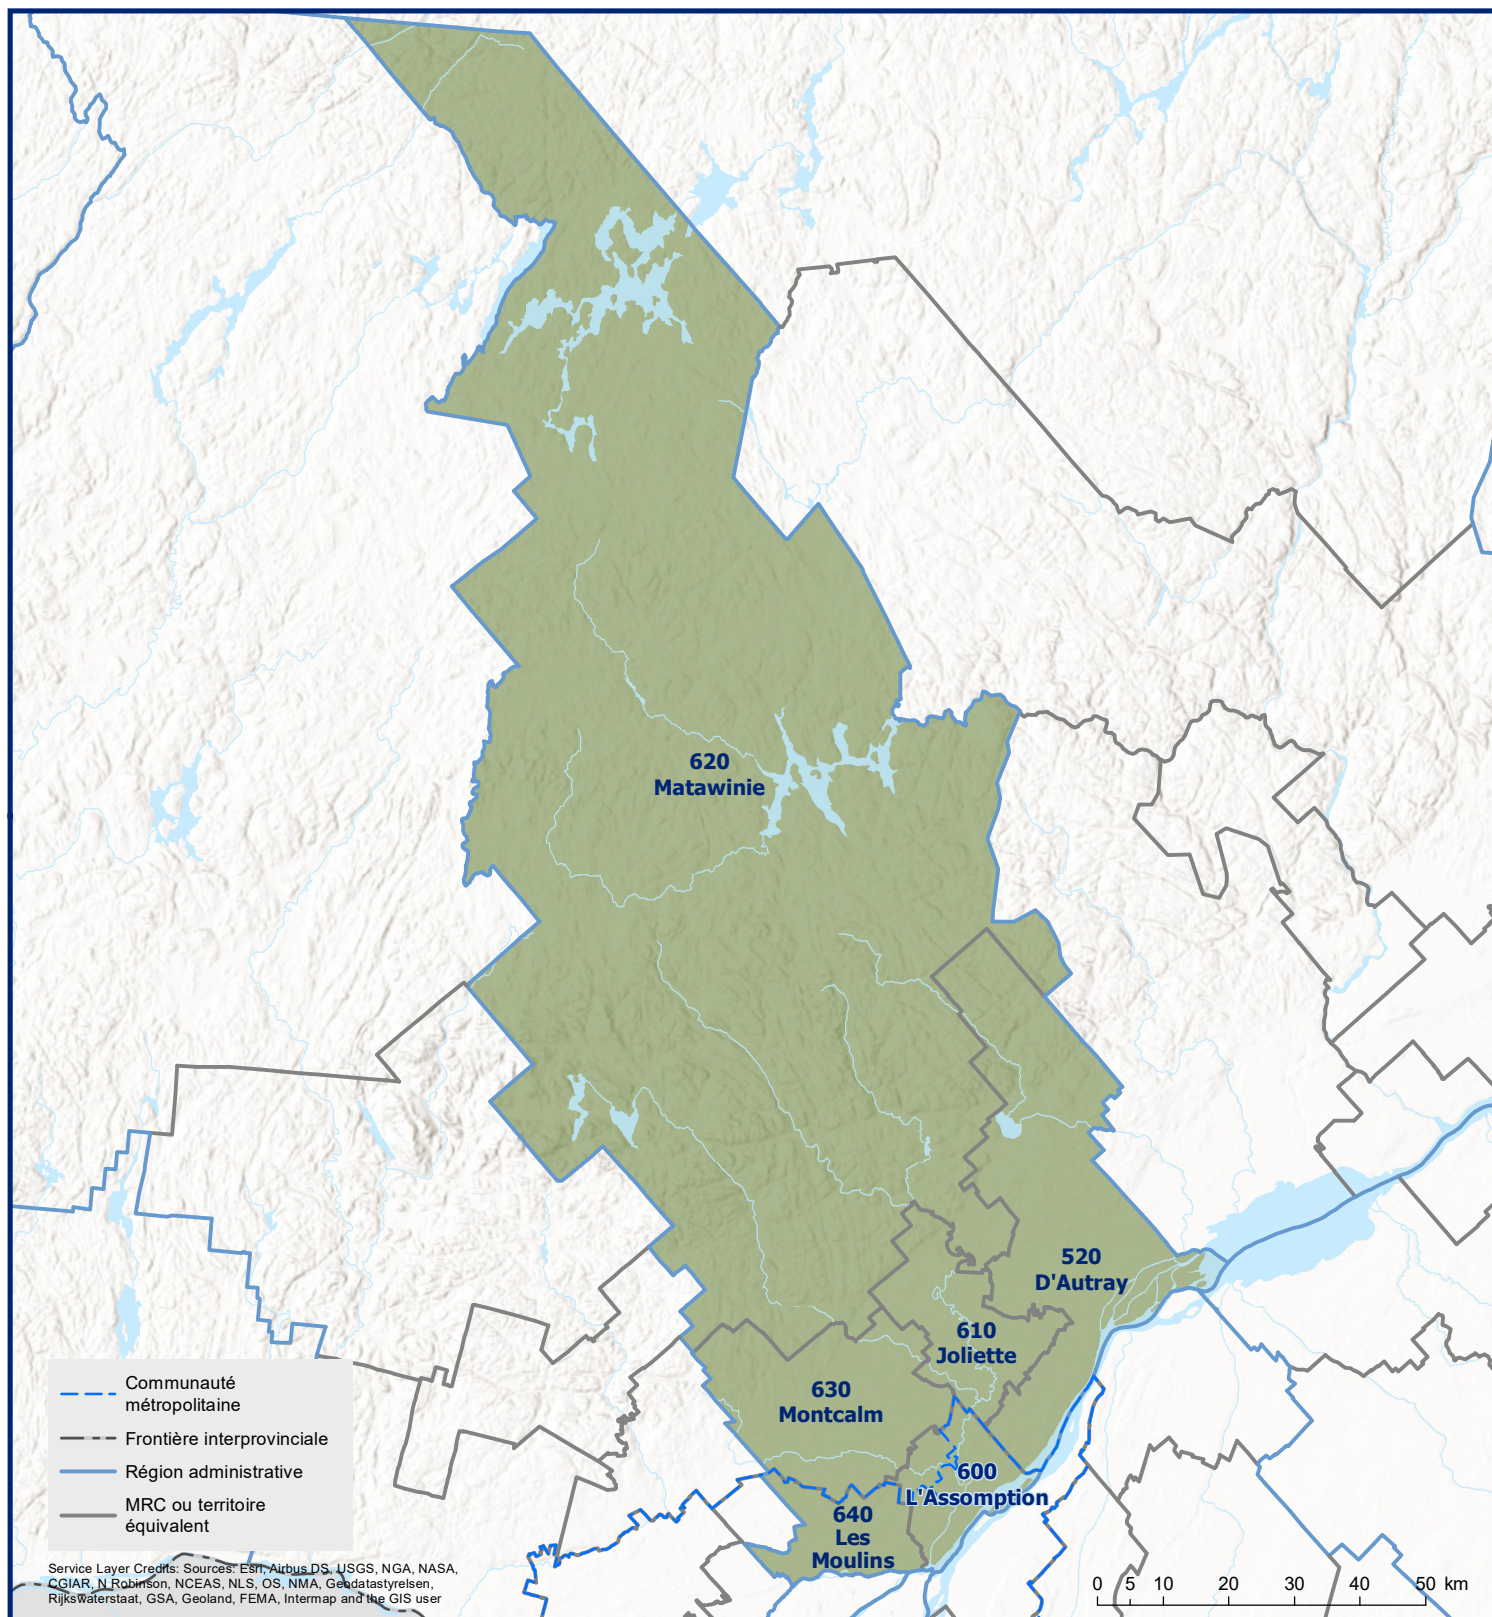 620
Matawinie
520
D'Autray
610
Joliette
630
Montcalm
600
L'Assomption
640
Les
Moulins
Communauté
métropolitaine
Frontière interprovinciale
Région administrative
MRC ou territoire
équivalent
Service Layer Credits: Sources: Esri, Airbus DS, USGS, NGA, NASA,
CGIAR, N Robinson, NCEAS, NLS, OS, NMA, Geodatastyrelsen,
Rijkswaterstaat, GSA, Geoland, FEMA, Intermap and the GIS user
0 5 10 20 30 40 50 km